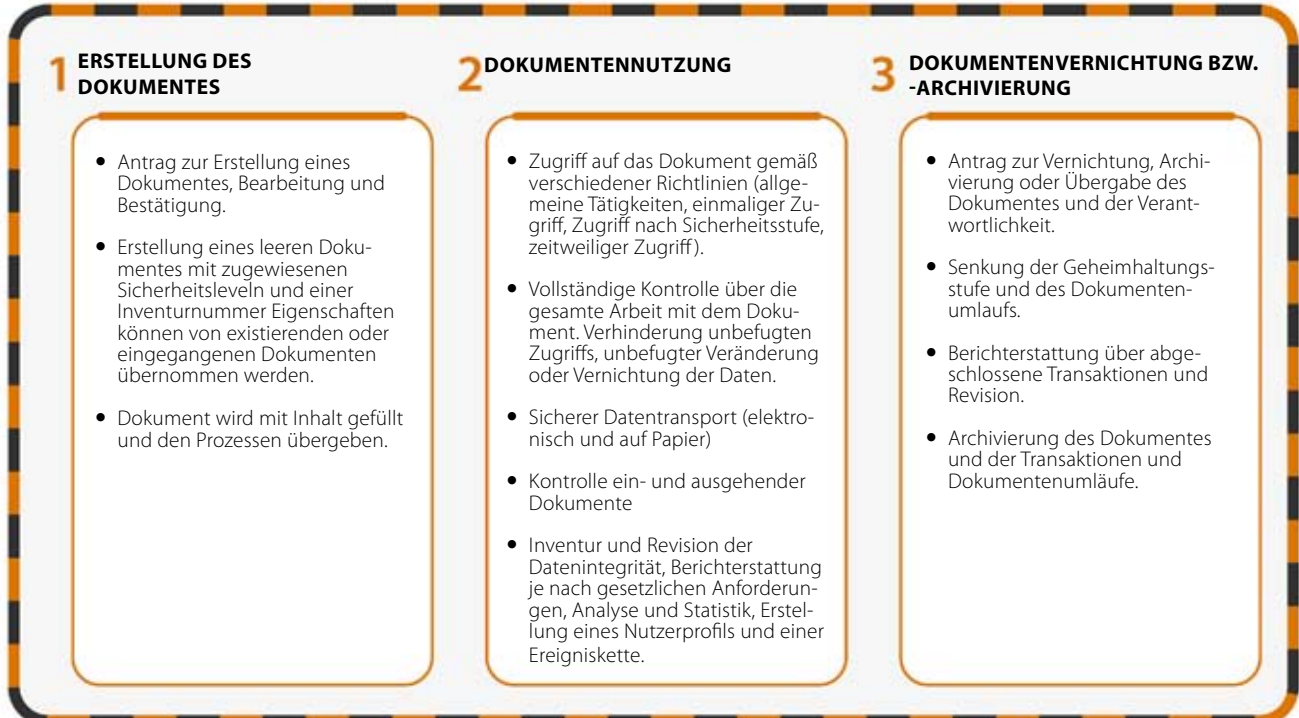 1 ERSTELLUNG DES
DOKUMENTES
• Antrag zur Erstellung eines
Dokumentes, Bearbeitung und
Bestätigung.
• Erstellung eines leeren Doku-
mentes mit zugewiesenen
Sicherheitsleveln und einer
Inventurnummer Eigenschaften
können von existierenden oder
eingegangenen Dokumenten
übernommen werden.
• Dokument wird mit Inhalt gefüllt
und den Prozessen übergeben.
2 DOKUMENTENNUTZUNG
• Zugriff auf das Dokument gemäß
verschiedener Richtlinien (allge-
meine Tätigkeiten, einmaliger Zu-
griff, Zugriff nach Sicherheitsstufe,
zeitweiliger Zugriff).
• Vollständige Kontrolle über die
gesamte Arbeit mit dem Doku-
ment. Verhinderung unbefugten
Zugriffs, unbefugter Veränderung
oder Vernichtung der Daten.
• Sicherer Datentransport (elektro-
nisch und auf Papier)
• Kontrolle ein- und ausgehender
Dokumente
• Inventur und Revision der
Datenintegrität, Berichterstattung
je nach gesetzlichen Anforderun-
gen, Analyse und Statistik, Erstel-
lung eines Nutzerprofils und einer
Ereigniskette.
3 DOKUMENTENVERNICHTUNG BZW.
-ARCHIVIERUNG
• Antrag zur Vernichtung, Archi-
vierung oder Übergabe des
Dokumentes und der Verant-
wortlichkeit.
• Senkung der Geheimhaltungs-
stufe und des Dokumenten-
umlaufs.
• Berichterstattung über abge-
schlossene Transaktionen und
Revision.
• Archivierung des Dokumentes
und der Transaktionen und
Dokumentenumläufe.